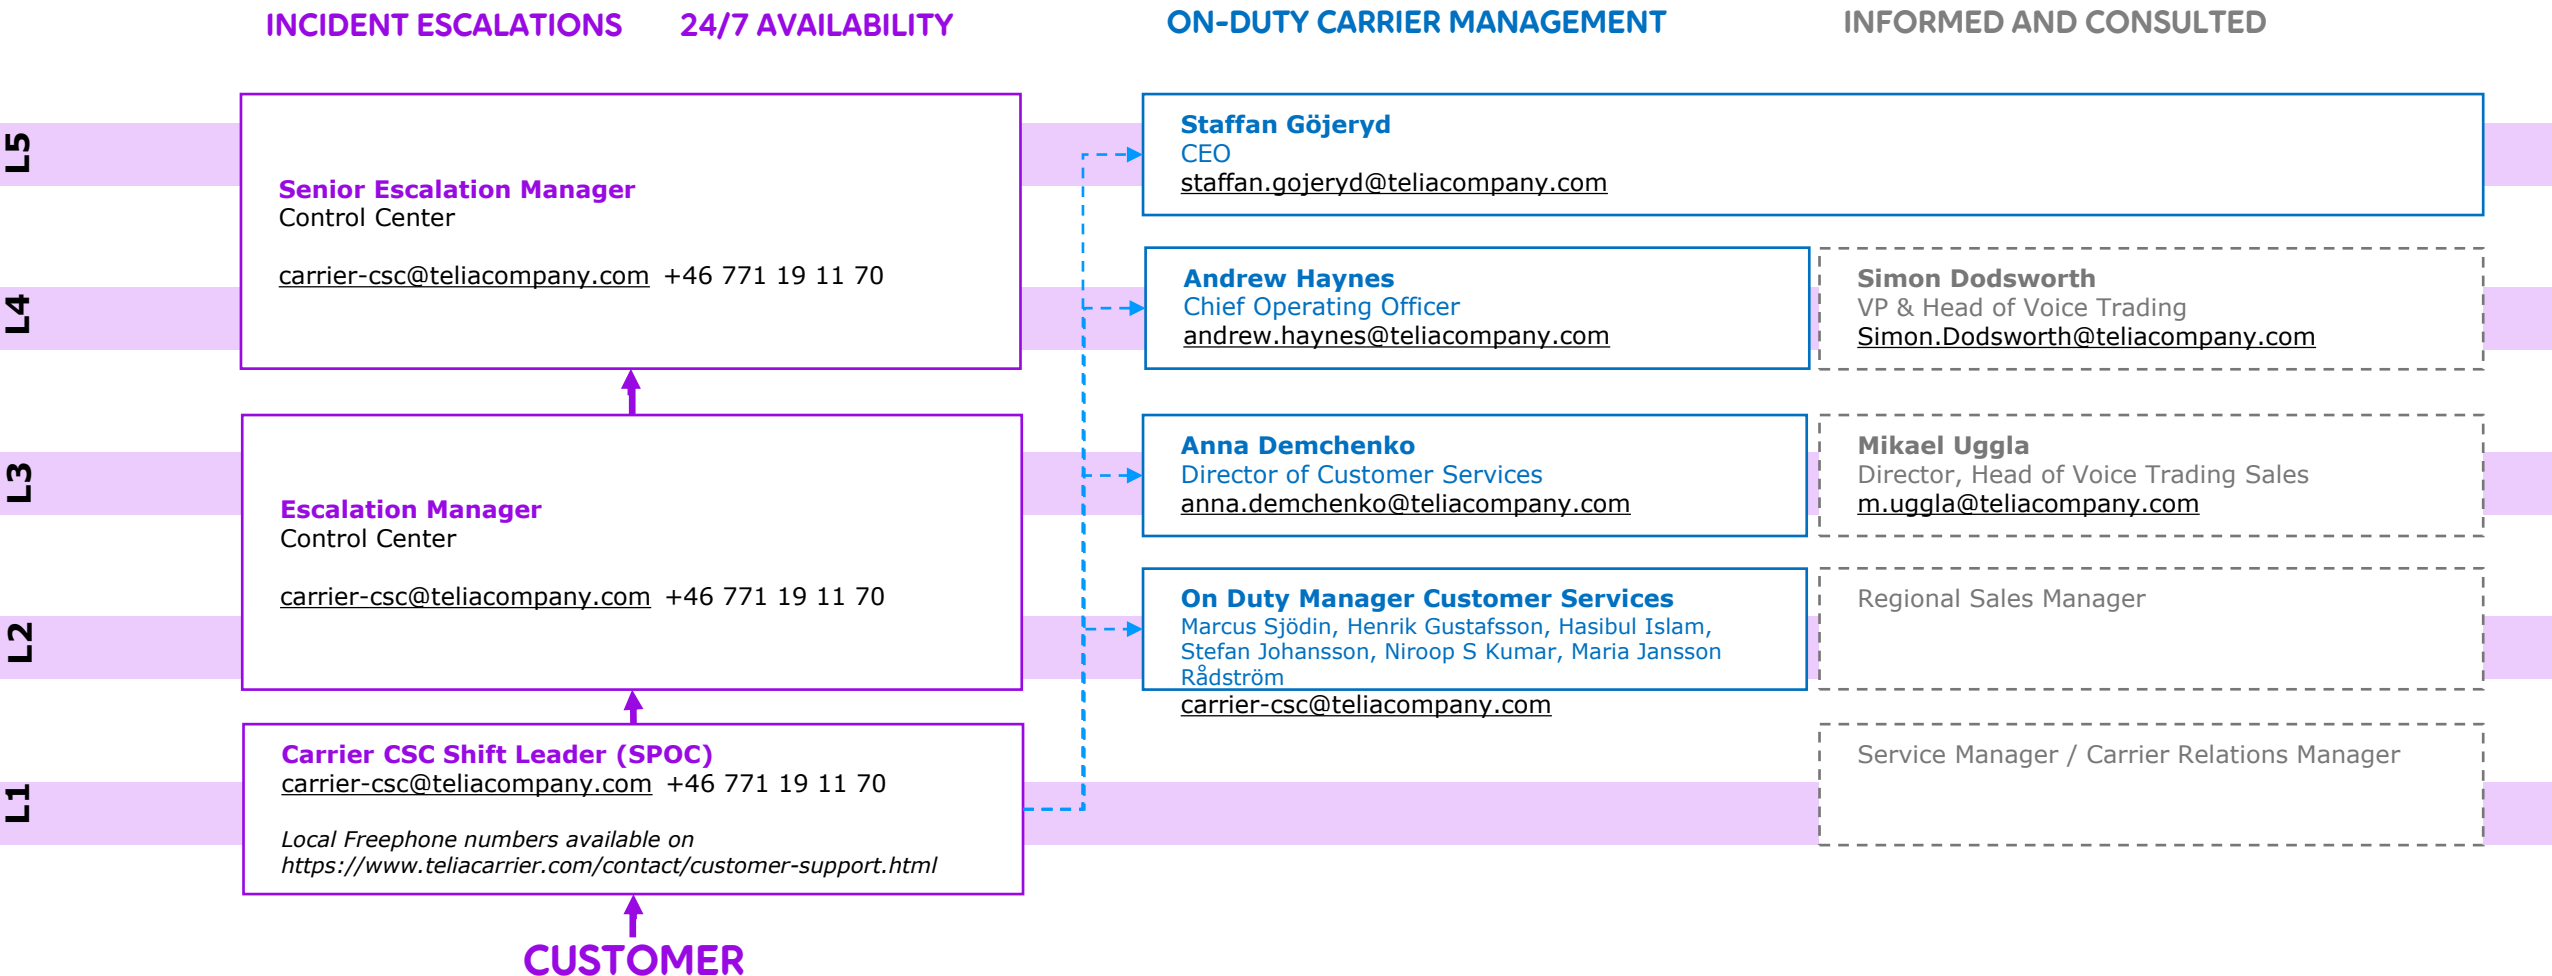 INCIDENT ESCALATIONS 24/7 AVAILABILITY
ON-DUTY CARRIER MANAGEMENT
INFORMED AND CONSULTED
L5
L4
L3
L2
L1
Senior Escalation Manager
Control Center
carrier-csc@teliacompany.com +46 771 19 11 70
Escalation Manager
Control Center
carrier-csc@teliacompany.com +46 771 19 11 70
Carrier CSC Shift Leader (SPOC)
carrier-csc@teliacompany.com +46 771 19 11 70
Local Freephone numbers available on
https://www.teliacarrier.com/contact/customer-support.html
CUSTOMER
Staffan Göjeryd
CEO
staffan.gojeryd@teliacompany.com
Andrew Haynes
Chief Operating Officer
andrew.haynes@teliacompany.com
Anna Demchenko
Director of Customer Services
anna.demchenko@teliacompany.com
On Duty Manager Customer Services
Marcus Sjödin, Henrik Gustafsson, Hasibul Islam,
Stefan Johansson, Niroop S Kumar, Maria Jansson
Rådström
carrier-csc@teliacompany.com
Simon Dodsworth
VP & Head of Voice Trading
Simon.Dodsworth@teliacompany.com
Mikael Uggla
Director, Head of Voice Trading Sales
m.uggla@teliacompany.com
Regional Sales Manager
Service Manager / Carrier Relations Manager